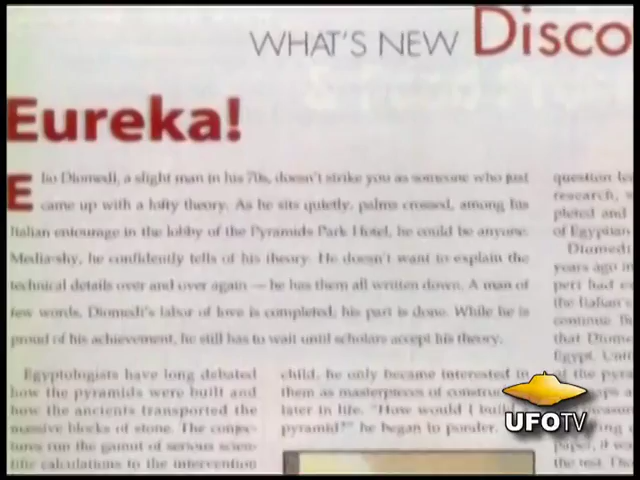 WHAT'S NEW Disco
Eureka!
Elio Diomedi, a slight man in his 70s, doesn't strike you as someone who just
came up with a lofty theory. As he sits quietly, palms crossed, among his
Italian entourage in the lobby of the Pyramids Park Hotel, he could be anyone.
Media-shy, he confidently tells of his theory. He doesn't want to explain the
technical details over and over again — he has them all written down. A man of
few words, Diomedi's labor of love is completed, his part is done. While he is
proud of his achievement, he still has to wait until scholars accept his theory.
Egyptologists have long debated
how the pyramids were built and
how the ancients transported the
massive blocks of stone. The conjec-
tures run the gamut of serious scien-
tific calculations to the intervention
child, he only became interested in
them as masterpieces of
later in life. "How would I
pyramid?" he began to ponder.
question
research,
pleted and
of Egyptian
Diomedi
years ago
pert had
the Italian's
continue
that
Egypt.
at the
paper, it
the test.
UFOTV